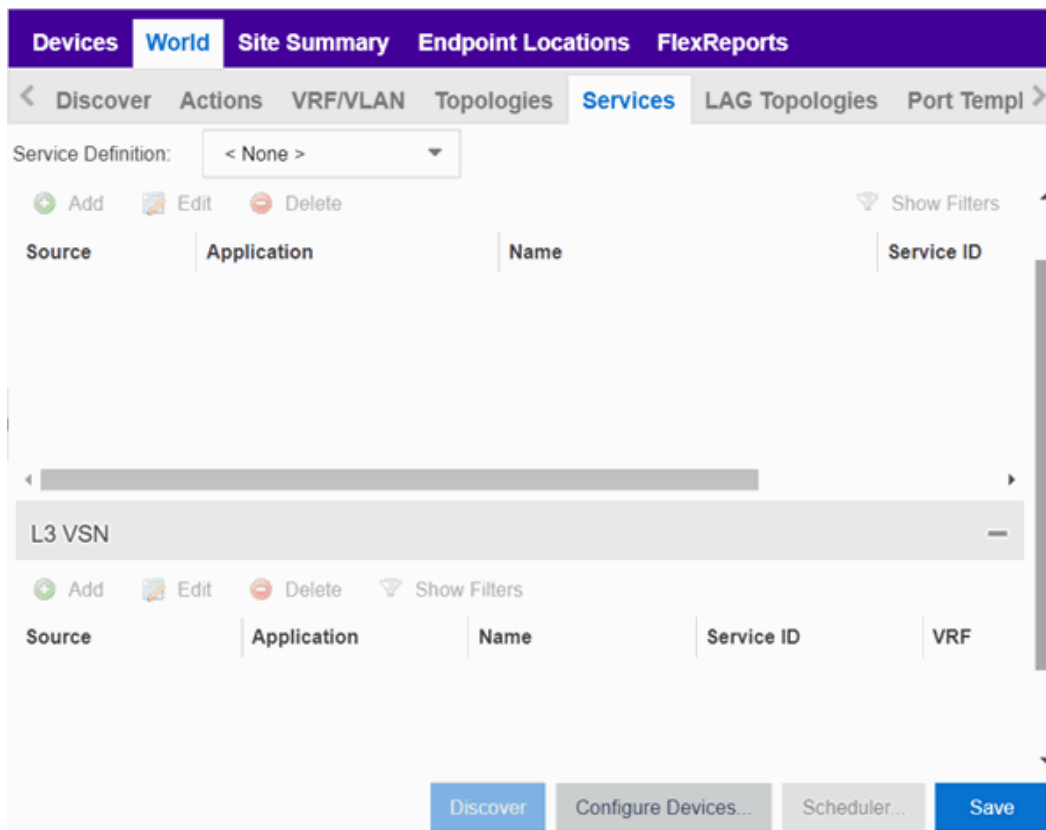 Devices World Site Summary Endpoint Locations FlexReports
Discover Actions VRF/VLAN Topologies Services LAG Topologies Port Templ
Service Definition: < None >
Add Edit Delete Show Filters
Source Application Name Service ID
L3 VSN
Add Edit Delete Show Filters
Source Application Name Service ID VRF
Discover Configure Devices... Scheduler... Save